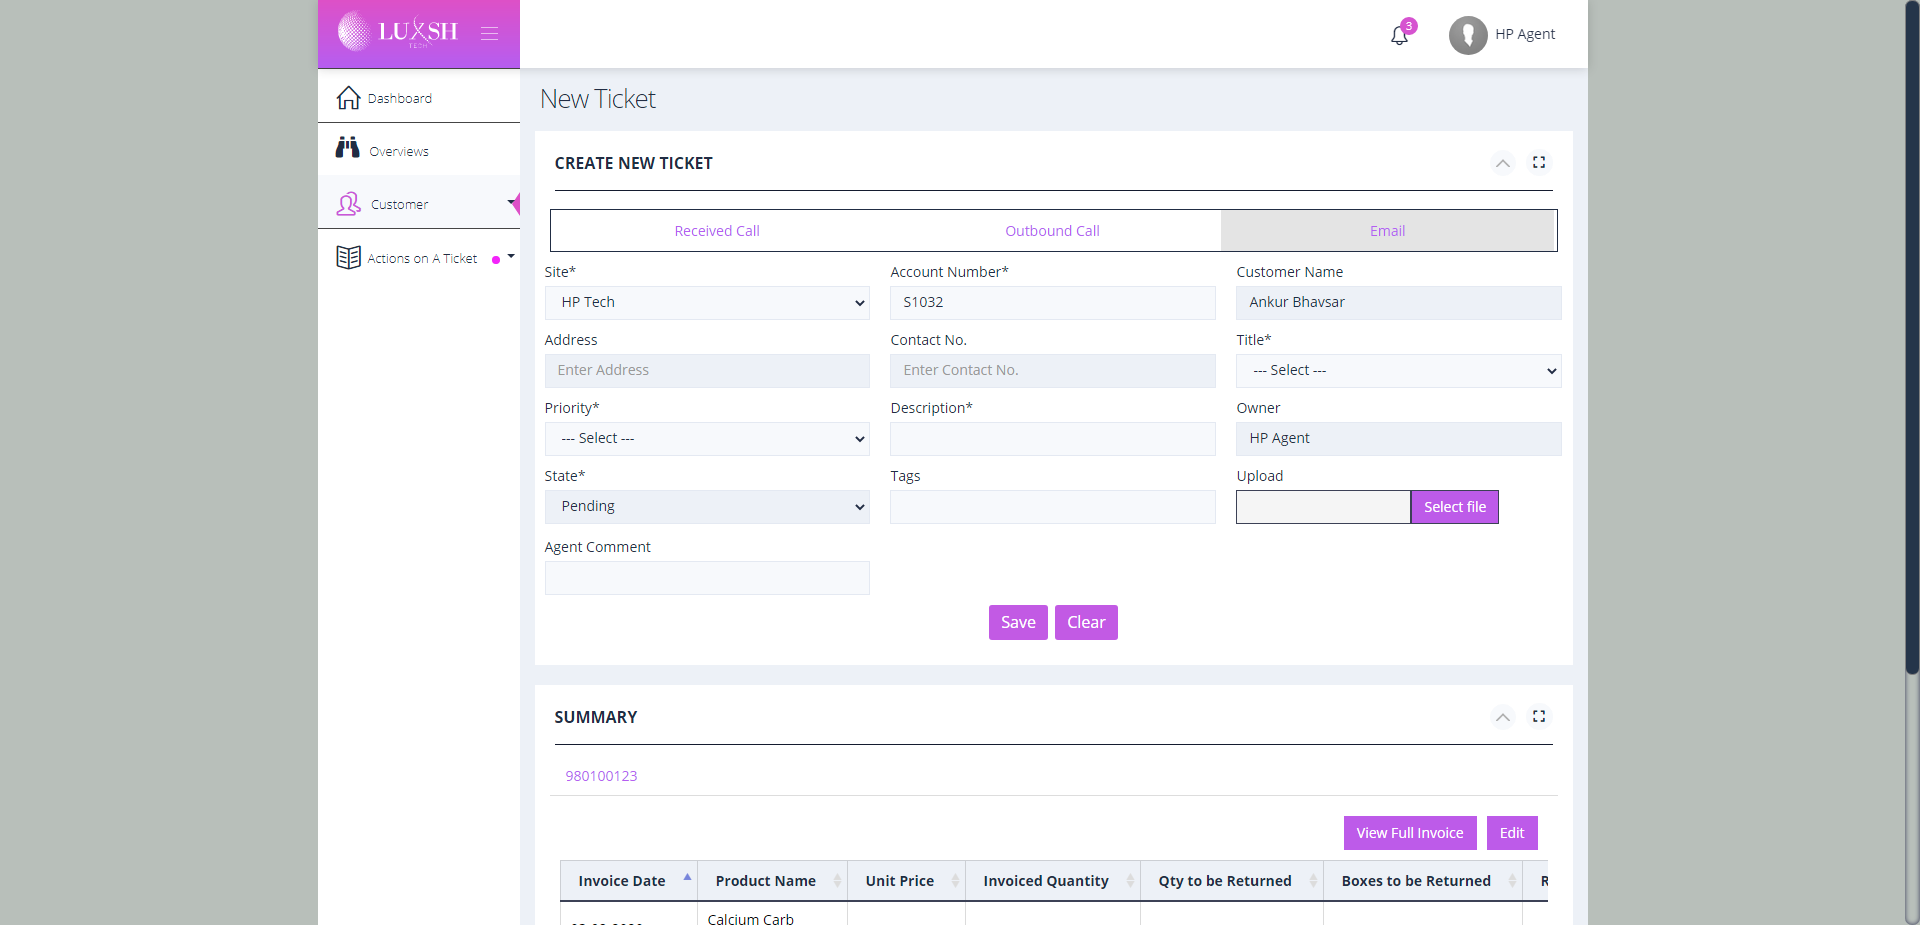 LUXSH
TECH
3
HP Agent
Dashboard
Overviews
Customer
Actions on A Ticket
New Ticket
CREATE NEW TICKET
Received Call
Outbound Call
Email
Site*
Account Number*
Customer Name
HP Tech
S1032
Ankur Bhavsar
Address
Contact No.
Title*
Enter Address
Enter Contact No.
--- Select ---
Priority*
Description*
Owner
--- Select ---
HP Agent
State*
Tags
Upload
Pending
Select file
Agent Comment
Save
Clear
SUMMARY
980100123
View Full Invoice
Edit
Invoice Date
Product Name
Unit Price
Invoiced Quantity
Qty to be Returned
Boxes to be Returned
Calcium Carb